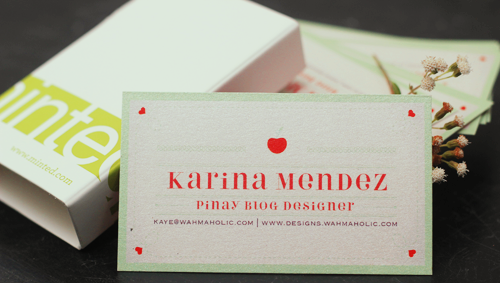 minted
www.minted.com
Karina Mendez
Pinay Blog Designer
KAYE@WAHMAHOLIC.COM | WWW.DESIGNS.WAHMAHOLIC.COM